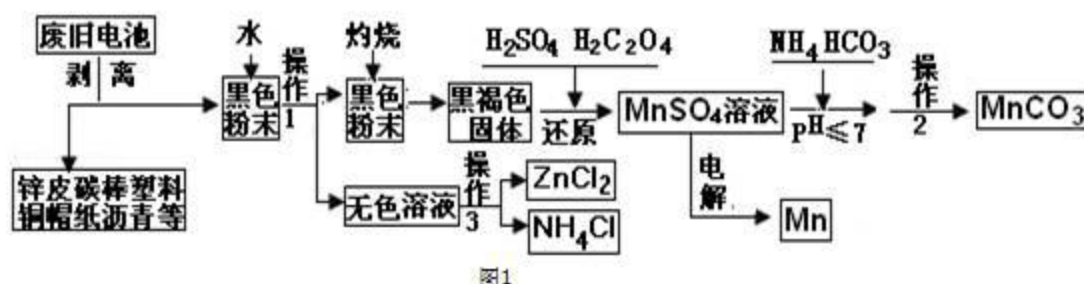 废旧电池
剥离
水
操作1
灼烧
H₂SO₄ H₂C₂O₄
NH₄HCO₃
操作2
黑色
粉末
黑色
粉末
黑褐色
固体
还原
MnSO₄溶液
PH≤7
MnCO₃
锌皮碳棒塑料
铜帽纸沥青等
无色溶液
操作3
ZnCl₂
NH₄Cl
电解
Mn
图1